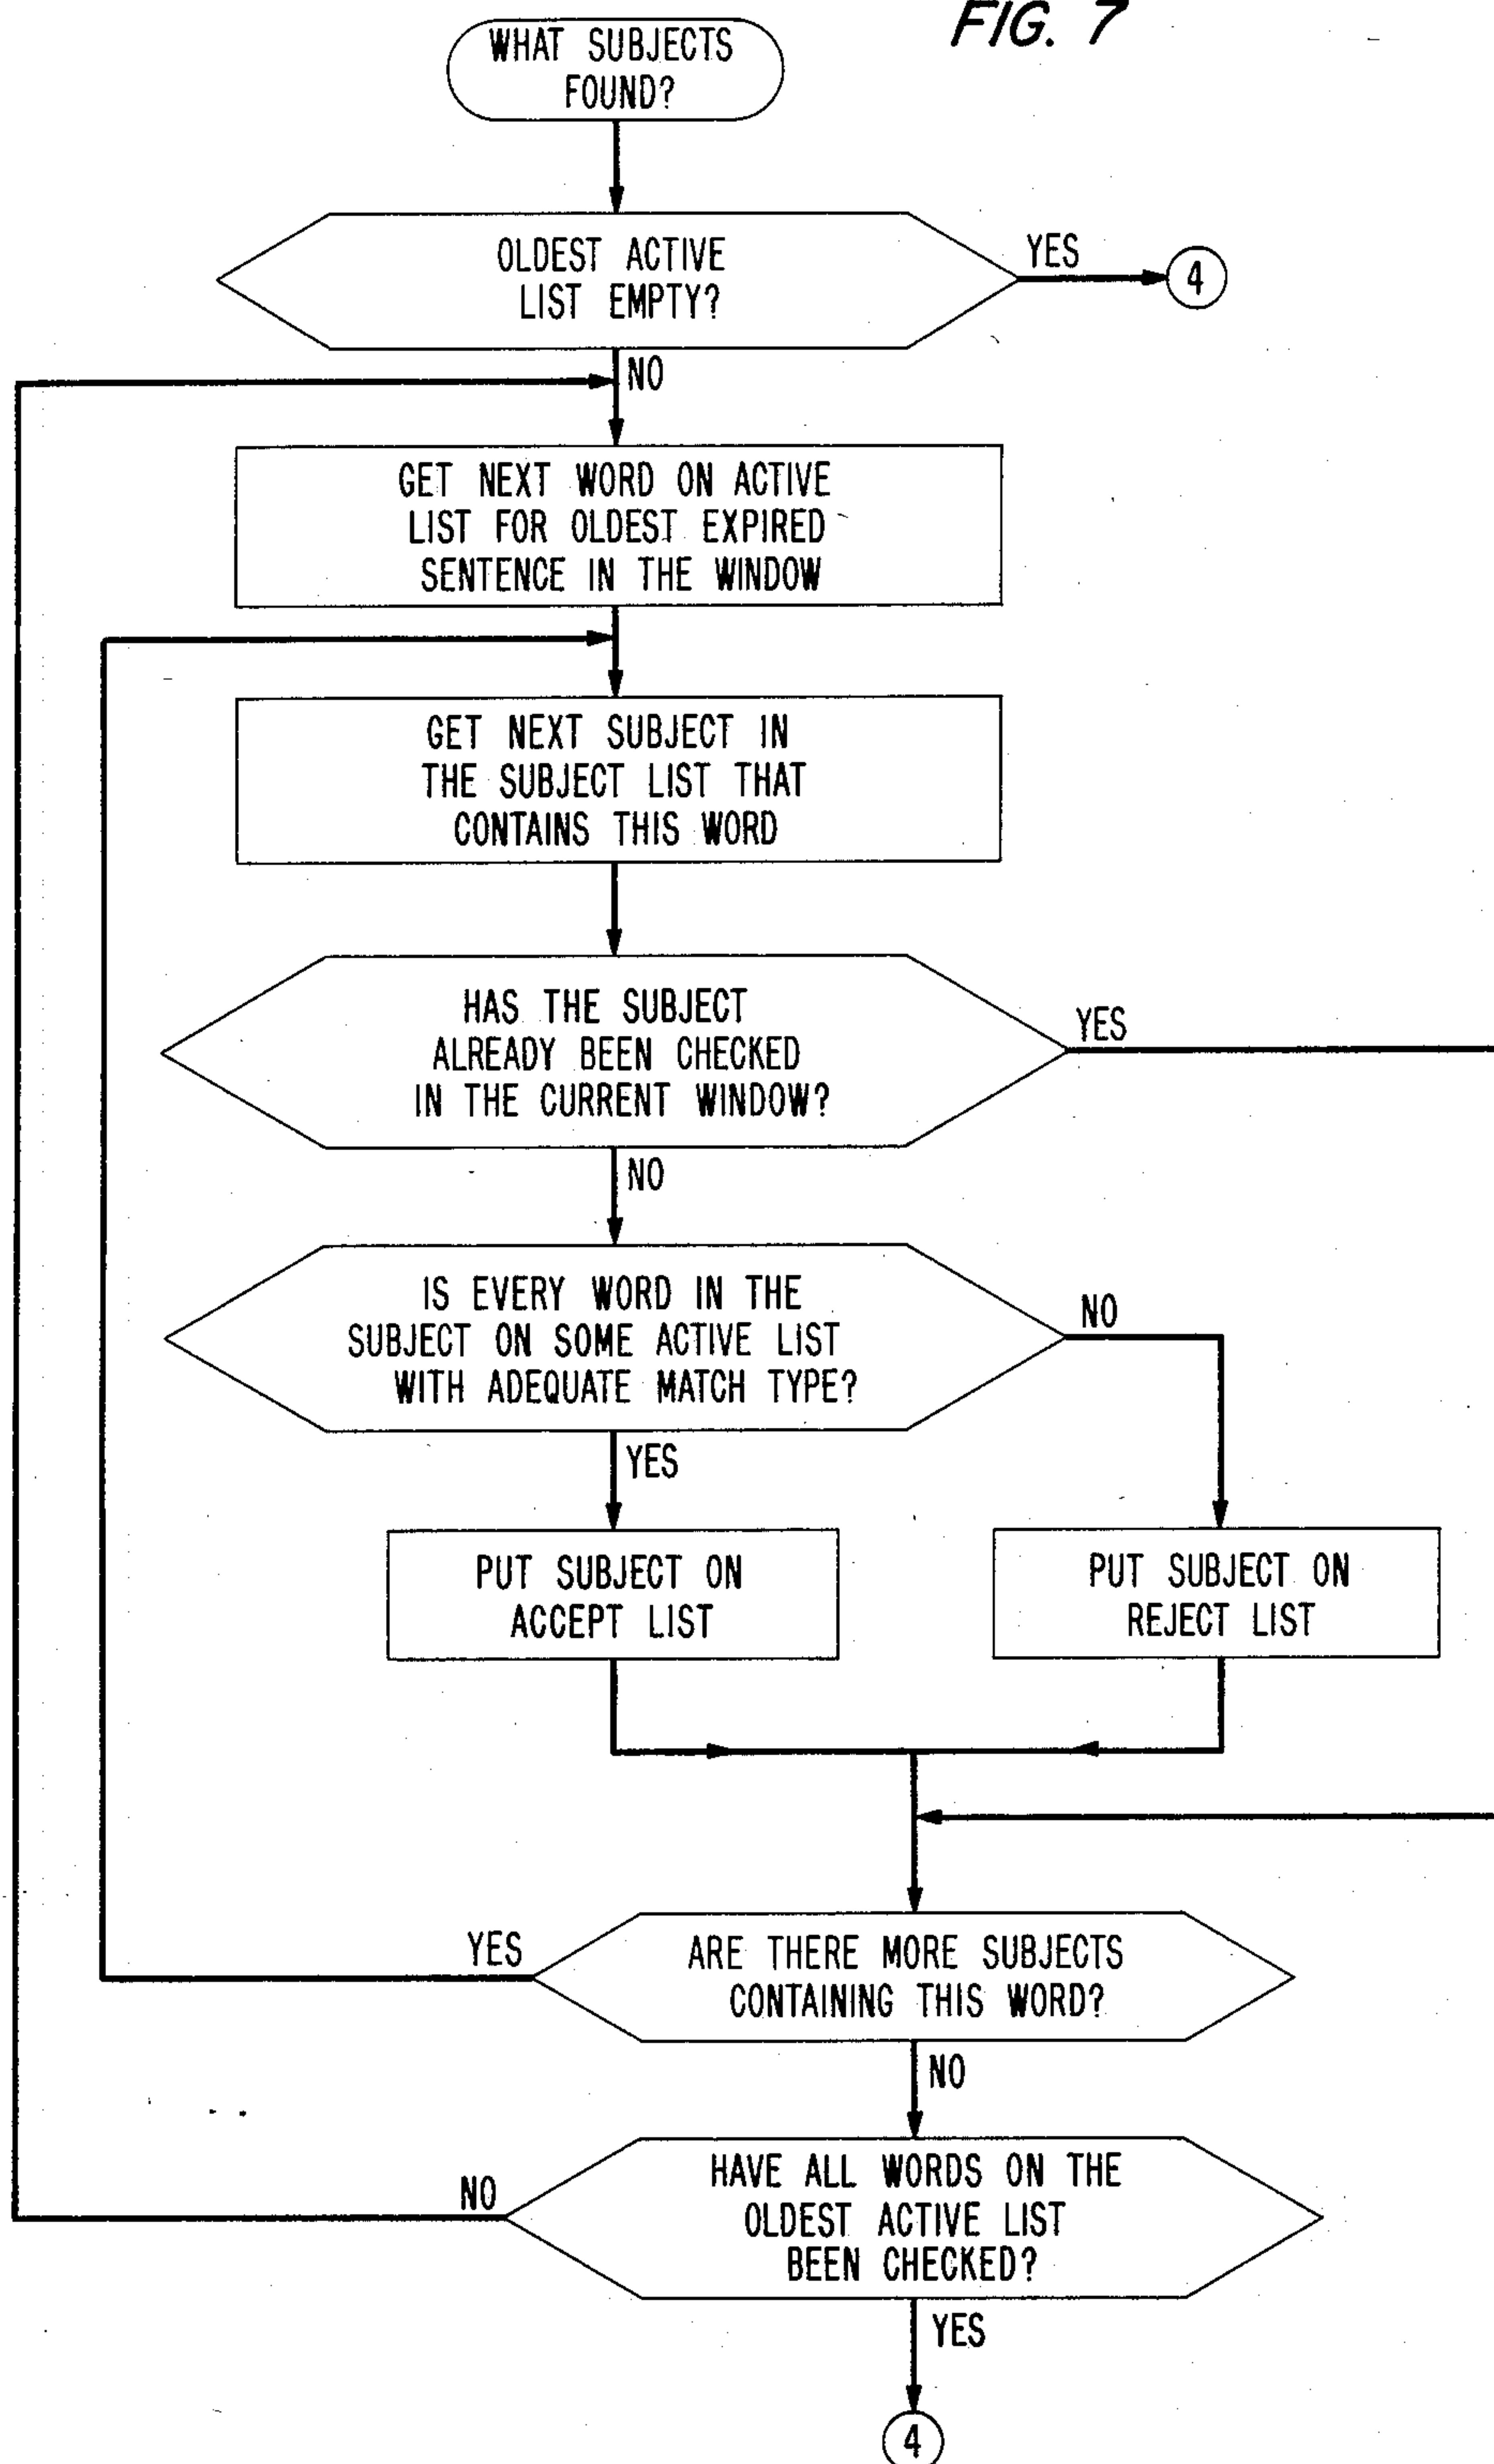 FIG. 7
WHAT SUBJECTS
FOUND?
OLDEST ACTIVE
LIST EMPTY?
YES
4
NO
GET NEXT WORD ON ACTIVE
LIST FOR OLDEST EXPIRED
SENTENCE IN THE WINDOW
GET NEXT SUBJECT IN
THE SUBJECT LIST THAT
CONTAINS THIS WORD
HAS THE SUBJECT
ALREADY BEEN CHECKED
IN THE CURRENT WINDOW?
YES
NO
IS EVERY WORD IN THE
SUBJECT ON SOME ACTIVE LIST
WITH ADEQUATE MATCH TYPE?
NO
YES
PUT SUBJECT ON
ACCEPT LIST
PUT SUBJECT ON
REJECT LIST
YES
ARE THERE MORE SUBJECTS
CONTAINING THIS WORD?
NO
NO
HAVE ALL WORDS ON THE
OLDEST ACTIVE LIST
BEEN CHECKED?
YES
4